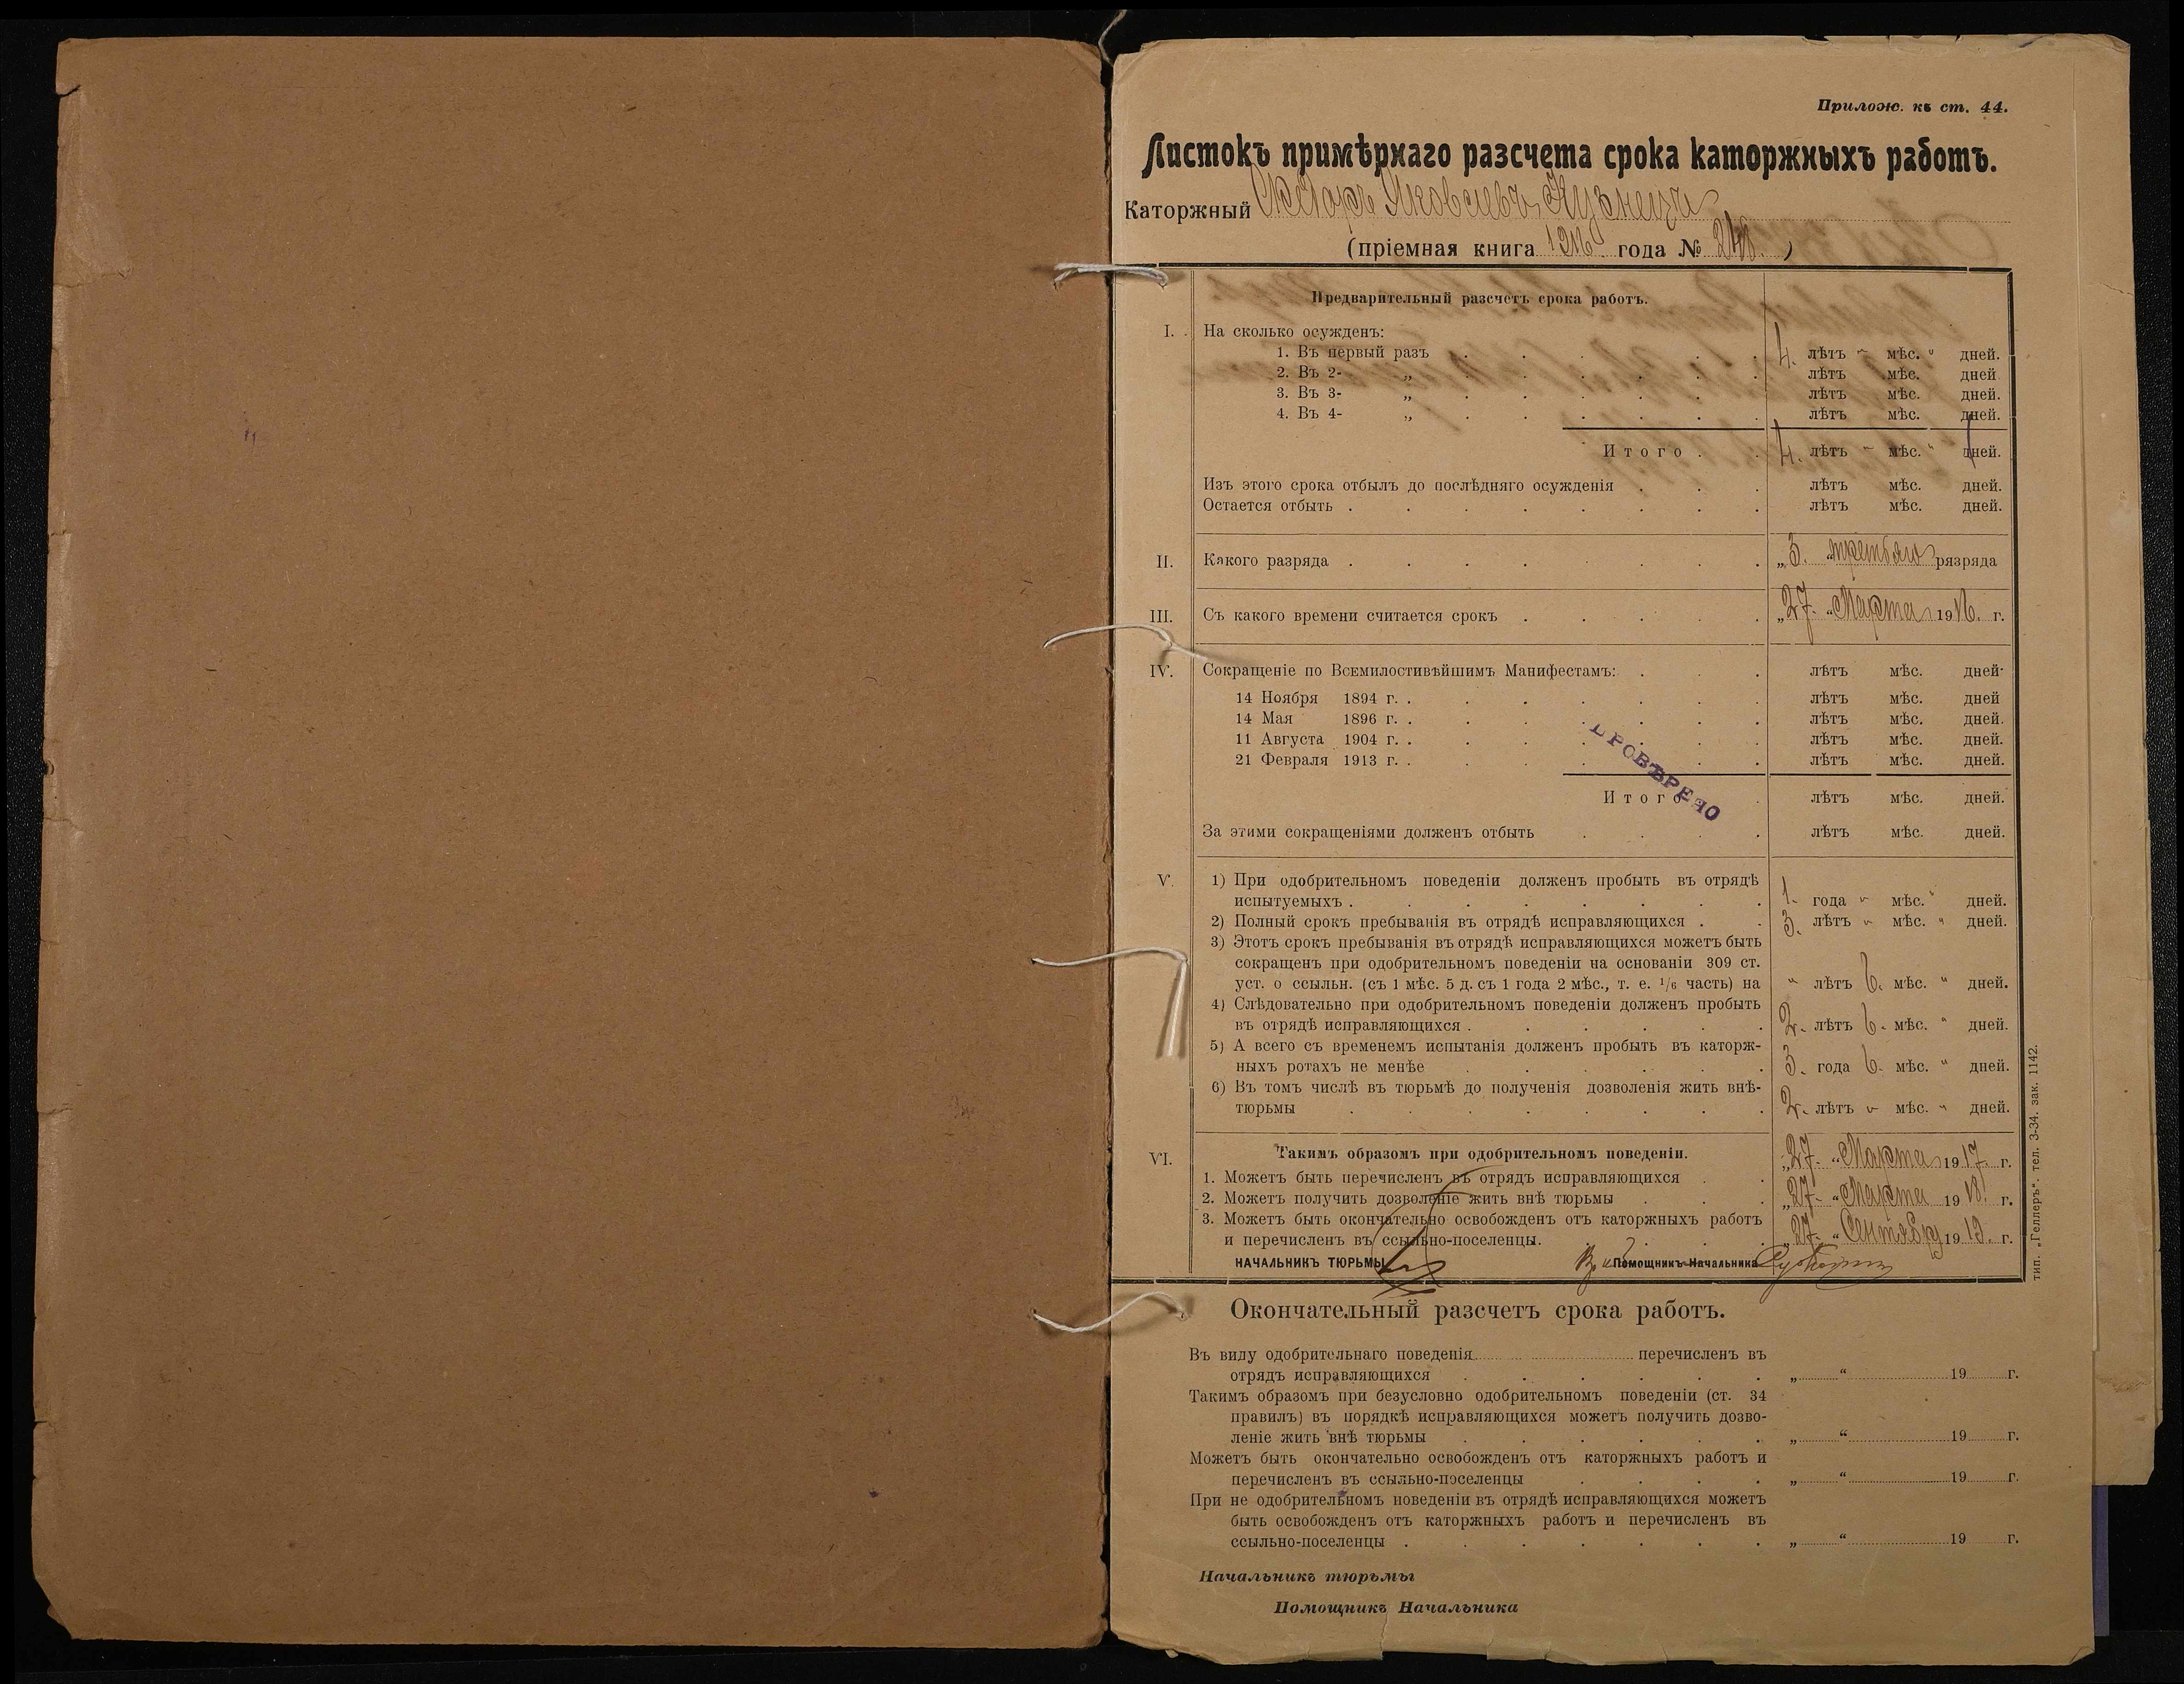 Прилож. къ ст. 44.
Листокъ примѣрнаго разсчета срока каторжныхъ работъ.
Каторжный Яковлевъ Кузнецъ
(пріемная книга 1916 года № 248.)
Предварительный разсчетъ срока работъ.
I. На сколько осужденъ:
1. Въ первый разъ 4. лѣтъ " мѣс. " дней.
2. Въ 2- „ лѣтъ мѣс. дней
3. Въ 3- „ лѣтъ мѣс. дней.
4. Въ 4- „ лѣтъ мѣс. дней.
Итого 4. лѣтъ " мѣс. " дней.
Изъ этого срока отбылъ до послѣдняго осужденія лѣтъ мѣс. дней.
Остается отбыть лѣтъ мѣс. дней.
II. Какого разряда „3. третьяго рязряда
III. Съ какого времени считается срокъ „27. “ Марта 1916. г.
IV. Сокращеніе по Всемилостивѣйшимъ Манифестамъ: лѣтъ мѣс. дней.
14 Ноября 1894 г. лѣтъ мѣс. дней
14 Мая 1896 г. лѣтъ мѣс. дней.
11 Августа 1904 г. лѣтъ мѣс. дней.
21 Февраля 1913 г. лѣтъ мѣс. дней.
ПРОВѢРЕНО
Итого лѣтъ мѣс. дней.
За этими сокращеніями долженъ отбыть лѣтъ мѣс. дней.
V. 1) При одобрительномъ поведеніи долженъ пробыть въ отрядѣ
испытуемыхъ 1. года " мѣс. " дней.
2) Полный срокъ пребыванія въ отрядѣ исправляющихся 3. лѣтъ " мѣс. " дней.
3) Этотъ срокъ пребыванія въ отрядѣ исправляющихся можетъ быть
сокращенъ при одобрительномъ поведеніи на основаніи 309 ст.
уст. о ссыльн. (съ 1 мѣс. 5 д. съ 1 года 2 мѣс., т. е. 1/6 часть) на " лѣтъ 6. мѣс. " дней.
4) Слѣдовательно при одобрительномъ поведеніи долженъ пробыть
въ отрядѣ исправляющихся 2. лѣтъ 6. мѣс. " дней.
5) А всего съ временемъ испытанія долженъ пробыть въ каторж-
ныхъ ротахъ не менѣе 3. года 6. мѣс. " дней.
6) Въ томъ числѣ въ тюрьмѣ до полученія дозволенія жить внѣ-
тюрьмы 2. лѣтъ " мѣс. " дней.
VI. Такимъ образомъ при одобрительномъ поведеніи.
1. Можетъ быть перечисленъ въ отрядъ исправляющихся „27. “ Марта 1917. г.
2. Можетъ получить дозволеніе жить внѣ тюрьмы „27. “ Марта 1918. г.
3. Можетъ быть окончательно освобожденъ отъ каторжныхъ работъ
и перечисленъ въ ссыльно-поселенцы. „27. “ Сентября 1919. г.
НАЧАЛЬНИКЪ ТЮРЬМЫ Помощникъ Начальника
тип. „Геллеръ“. тел. 3-34. зак. 1142.
Окончательный разсчетъ срока работъ.
Въ виду одобрительнаго поведенія перечисленъ въ
отрядъ исправляющихся „ “ 19 г.
Такимъ образомъ при безусловно одобрительномъ поведеніи (ст. 34
правилъ) въ порядкѣ исправляющихся можетъ получить дозво-
леніе жить внѣ тюрьмы „ “ 19 г.
Можетъ быть окончательно освобожденъ отъ каторжныхъ работъ и
перечисленъ въ ссыльно-поселенцы „ “ 19 г.
При не одобрительномъ поведеніи въ отрядѣ исправляющихся можетъ
быть освобожденъ отъ каторжныхъ работъ и перечисленъ въ
ссыльно-поселенцы „ “ 19 г.
Начальникъ тюрьмы
Помощникъ Начальника